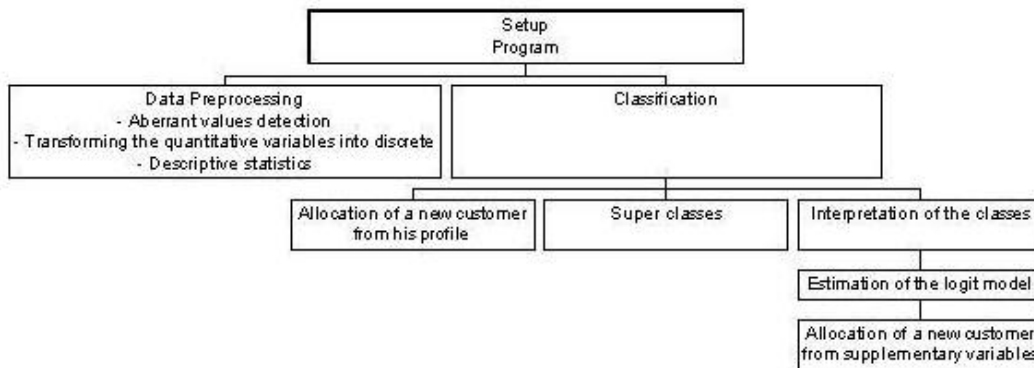 Setup
Program
Data Preprocessing
- Aberrant values detection
- Transforming the quantitative variables into discrete
- Descriptive statistics
Classification
Allocation of a new customer
from his profile
Super classes
Interpretation of the classes
Estimation of the logit model
Allocation of a new customer
from supplementary variables